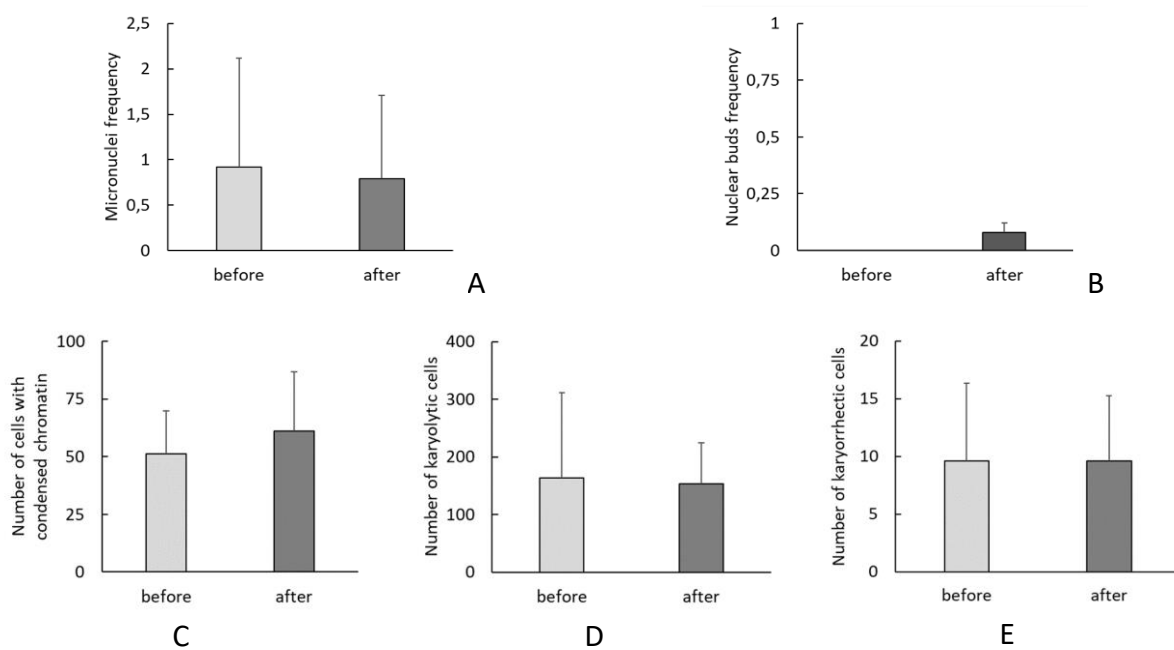 Micronuclei frequency
2,5
2
1,5
1
0,5
0
before
after
A
Nuclear buds frequency
1
0,75
0,5
0,25
0
before
after
B
Number of cells with
condensed chromatin
100
75
50
25
0
before
after
C
Number of karyolytic cells
400
300
200
100
0
before
after
D
Number of karyorrhectic cells
20
15
10
5
0
before
after
E